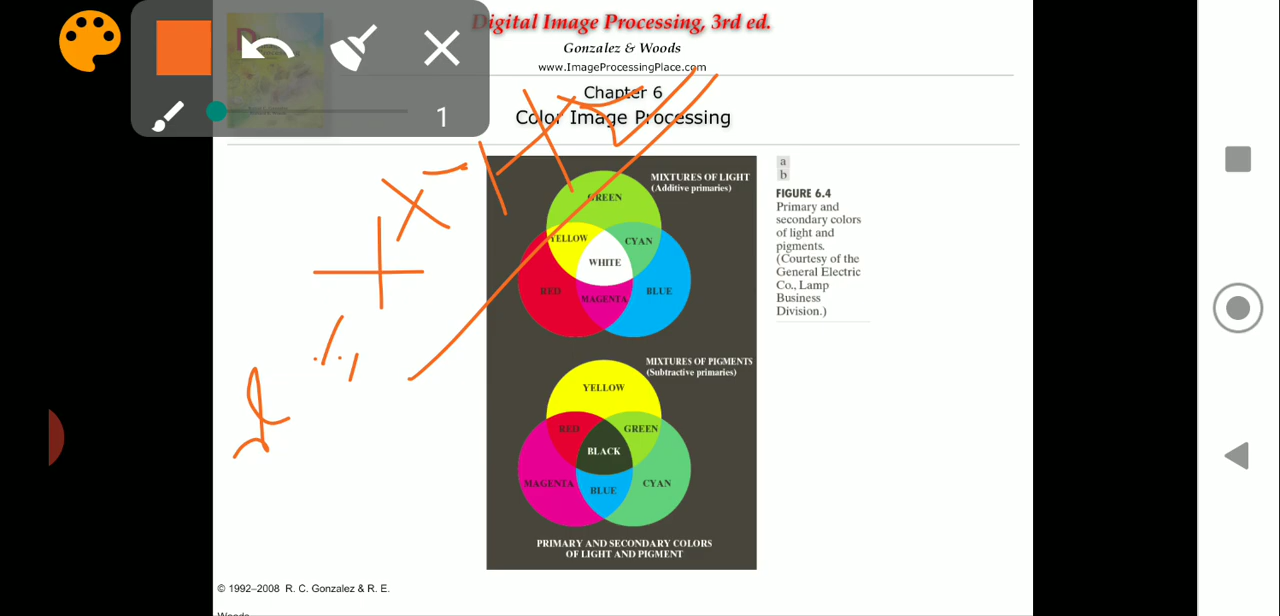 Digital Image Processing, 3rd ed.
Gonzalez & Woods
www.ImageProcessingPlace.com
Chapter 6
Color Image Processing
1
MIXTURES OF LIGHT
(Additive primaries)
GREEN
YELLOW
CYAN
WHITE
RED
BLUE
MAGENTA
MIXTURES OF PIGMENTS
(Subtractive primaries)
YELLOW
RED
GREEN
BLACK
MAGENTA
BLUE
CYAN
PRIMARY AND SECONDARY COLORS
OF LIGHT AND PIGMENT
a
b
FIGURE 6.4
Primary and
secondary colors
of light and
pigments.
(Courtesy of the
General Electric
Co., Lamp
Business
Division.)
© 1992–2008 R. C. Gonzalez & R. E.
Woods